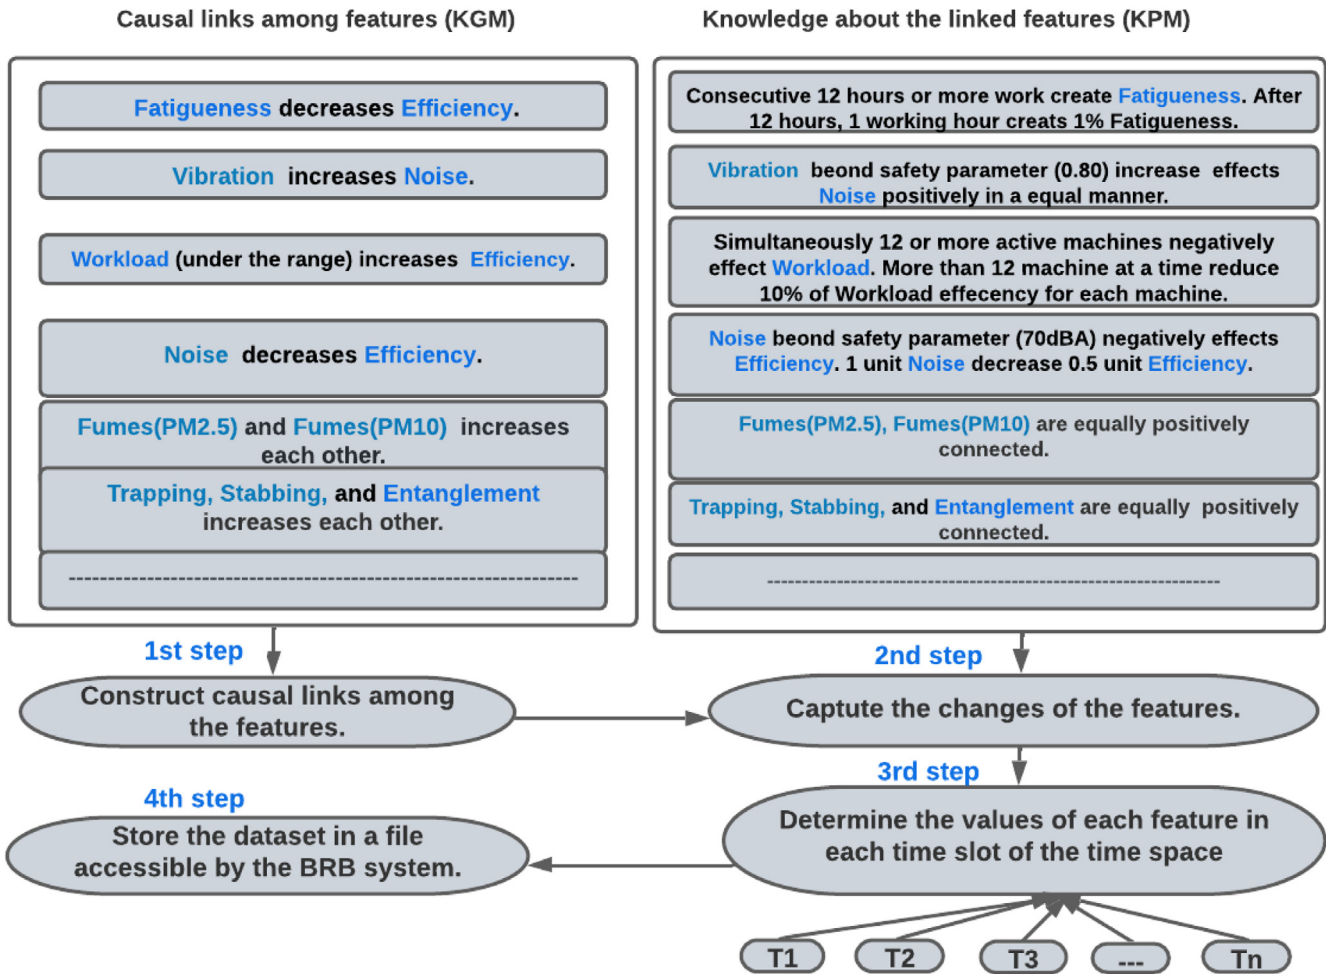 Causal links among features (KGM)
Fatigueness decreases Efficiency.
Vibration increases Noise.
Workload (under the range) increases Efficiency.
Noise decreases Efficiency.
Fumes(PM2.5) and Fumes(PM10) increases
each other.
Trapping, Stabbing, and Entanglement
increases each other.
------------------------------------------------------------------
Knowledge about the linked features (KPM)
Consecutive 12 hours or more work create Fatigueness. After
12 hours, 1 working hour creats 1% Fatigueness.
Vibration beond safety parameter (0.80) increase effects
Noise positively in a equal manner.
Simultaneously 12 or more active machines negatively
effect Workload. More than 12 machine at a time reduce
10% of Workload effecency for each machine.
Noise beond safety parameter (70dBA) negatively effects
Efficiency. 1 unit Noise decrease 0.5 unit Efficiency.
Fumes(PM2.5), Fumes(PM10) are equally positively
connected.
Trapping, Stabbing, and Entanglement are equally positively
connected.
------------------------------------------------------------------
1st step
Construct causal links among
the features.
2nd step
Captute the changes of the features.
3rd step
Determine the values of each feature in
each time slot of the time space
4th step
Store the dataset in a file
accessible by the BRB system.
T1
T2
T3
---
Tn